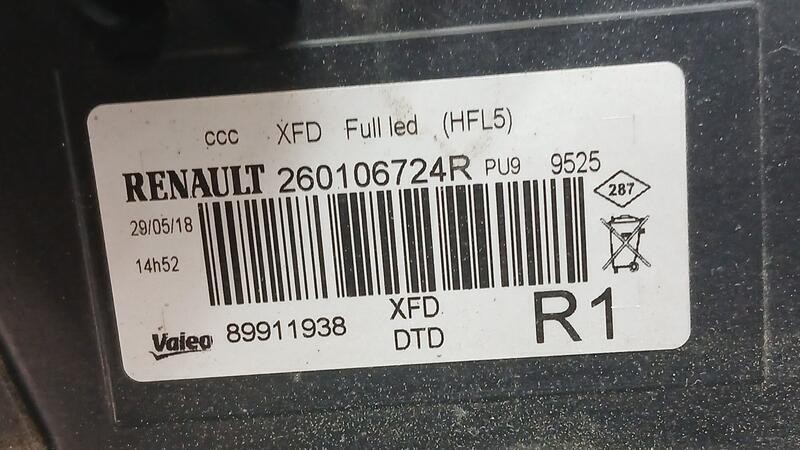 ccc XFD Full led (HFL5)
RENAULT 260106724R PU9 9525
287
29/05/18
14h52
Valeo 89911938 XFD
DTD
R1